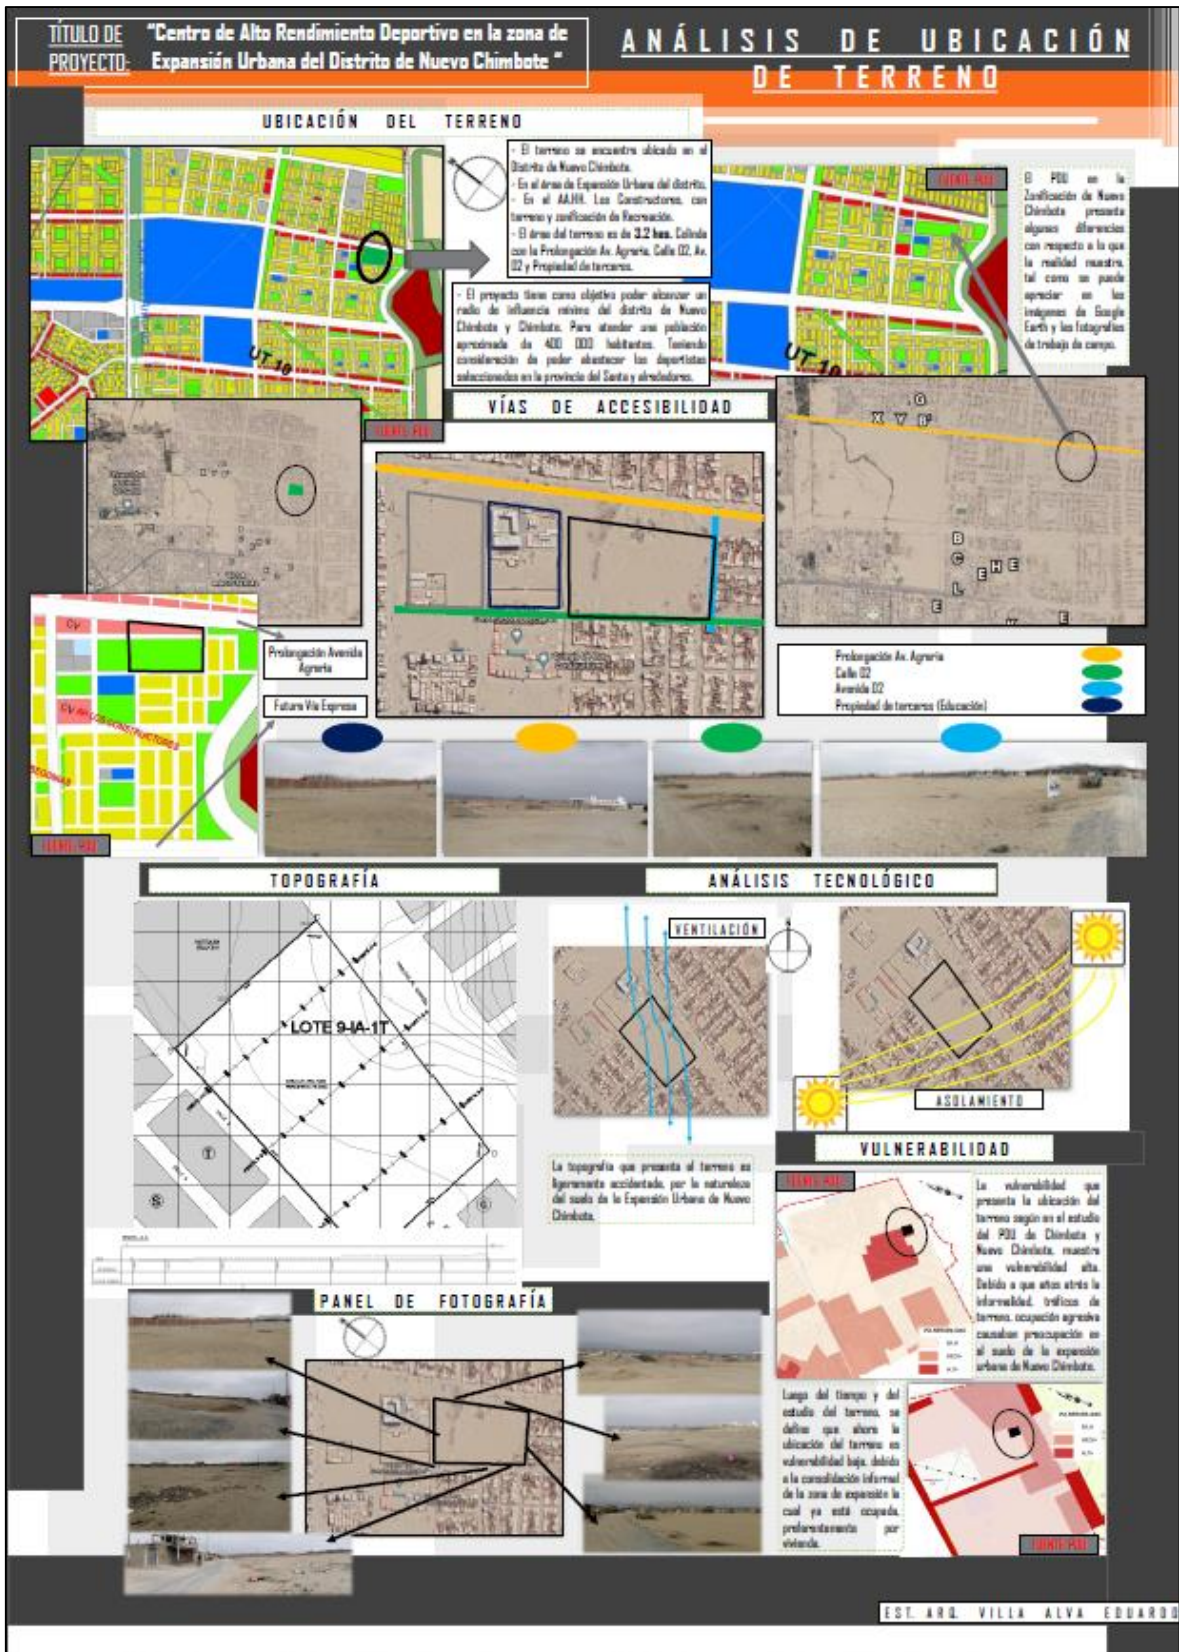 TÍTULO DE PROYECTO:
"Centro de Alto Rendimiento Deportivo en la zona de
Expansión Urbana del Distrito de Nuevo Chimbote "
ANÁLISIS DE UBICACIÓN
DE TERRENO
UBICACIÓN DEL TERRENO
- El terreno se encuentra ubicado en el
Distrito de Nuevo Chimbote.
- En el área de Expansión Urbana del distrito,
- En el AA.HH. Los Constructores, con
terreno y zonificación de Recreación.
- El área del terreno es de 3.2 has. Colinda
con la Prolongación Av. Agraria, Calle 02, Av.
02 y Propiedad de terceros.
- El proyecto tiene como objetivo poder alcanzar un
radio de influencia mínimo del distrito de Nuevo
Chimbote y Chimbote. Para atender una población
aproximada de 400 000 habitantes. Teniendo
consideración de poder abastecer los deportistas
seleccionados en la provincia del Santa y alrededores.
FUENTE: PDU
El PDU en la
Zonificación de Nuevo
Chimbote presenta
algunas diferencias
con respecto a lo que
la realidad muestra,
tal como se puede
apreciar en las
imágenes de Google
Earth y las fotografías
de trabajo de campo.
UT 10
UT 10
FUENTE: PDU
VÍAS DE ACCESIBILIDAD
G
X Y B'
B
C
E H E
L
E
E
CV
CV
LOS CONSTRUCTORES
Prolongación Avenida
Agraria
Futura Vía Expresa
FUENTE: PDU
Prolongación Av. Agraria
Calle 02
Avenida 02
Propiedad de terceros (Educación)
TOPOGRAFÍA
ANÁLISIS TECNOLÓGICO
LOTE 9-IA-1T
T
S
VENTILACIÓN
N
ASOLAMIENTO
La topografía que presenta el terreno es
ligeramente accidentada, por la naturaleza
del suelo de la Expansión Urbana de Nuevo
Chimbote.
VULNERABILIDAD
FUENTE: PDU
La vulnerabilidad que
presenta la ubicación del
terreno según en el estudio
del PDU de Chimbote y
Nuevo Chimbote, muestra
una vulnerabilidad alta.
Debido a que años atrás la
informalidad, tráficos de
terreno, ocupación agresiva
causaban preocupación en
el suelo de la expansión
urbana de Nuevo Chimbote.
PANEL DE FOTOGRAFÍA
Luego del tiempo y del
estudio del terreno, se
define que ahora la
ubicación del terreno es
vulnerabilidad baja, debido
a la consolidación informal
de la zona de expansión la
cual ya está ocupada,
preferentemente por
vivienda.
FUENTE: PDU
EST. ARQ. VILLA ALVA EDUARDO